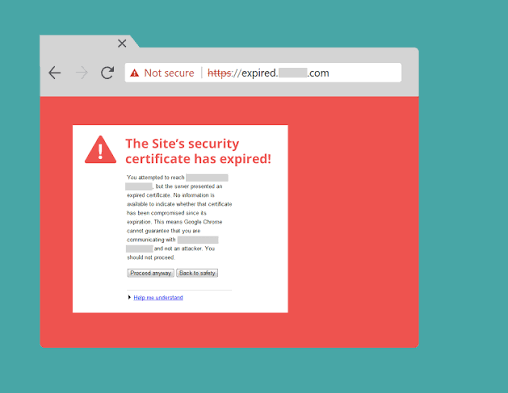 Not secure | https://expired. .com
The Site's security
certificate has expired!
You attempted to reach
, but the server presented an
expired certificate. No information is
available to indicate whether that certificate
has been compromised since its
expiration. This means Google Chrome
cannot guarantee that you are
communicating with
and not an attacker. You
should not proceed.
Proceed anyway Back to safety
Help me understand